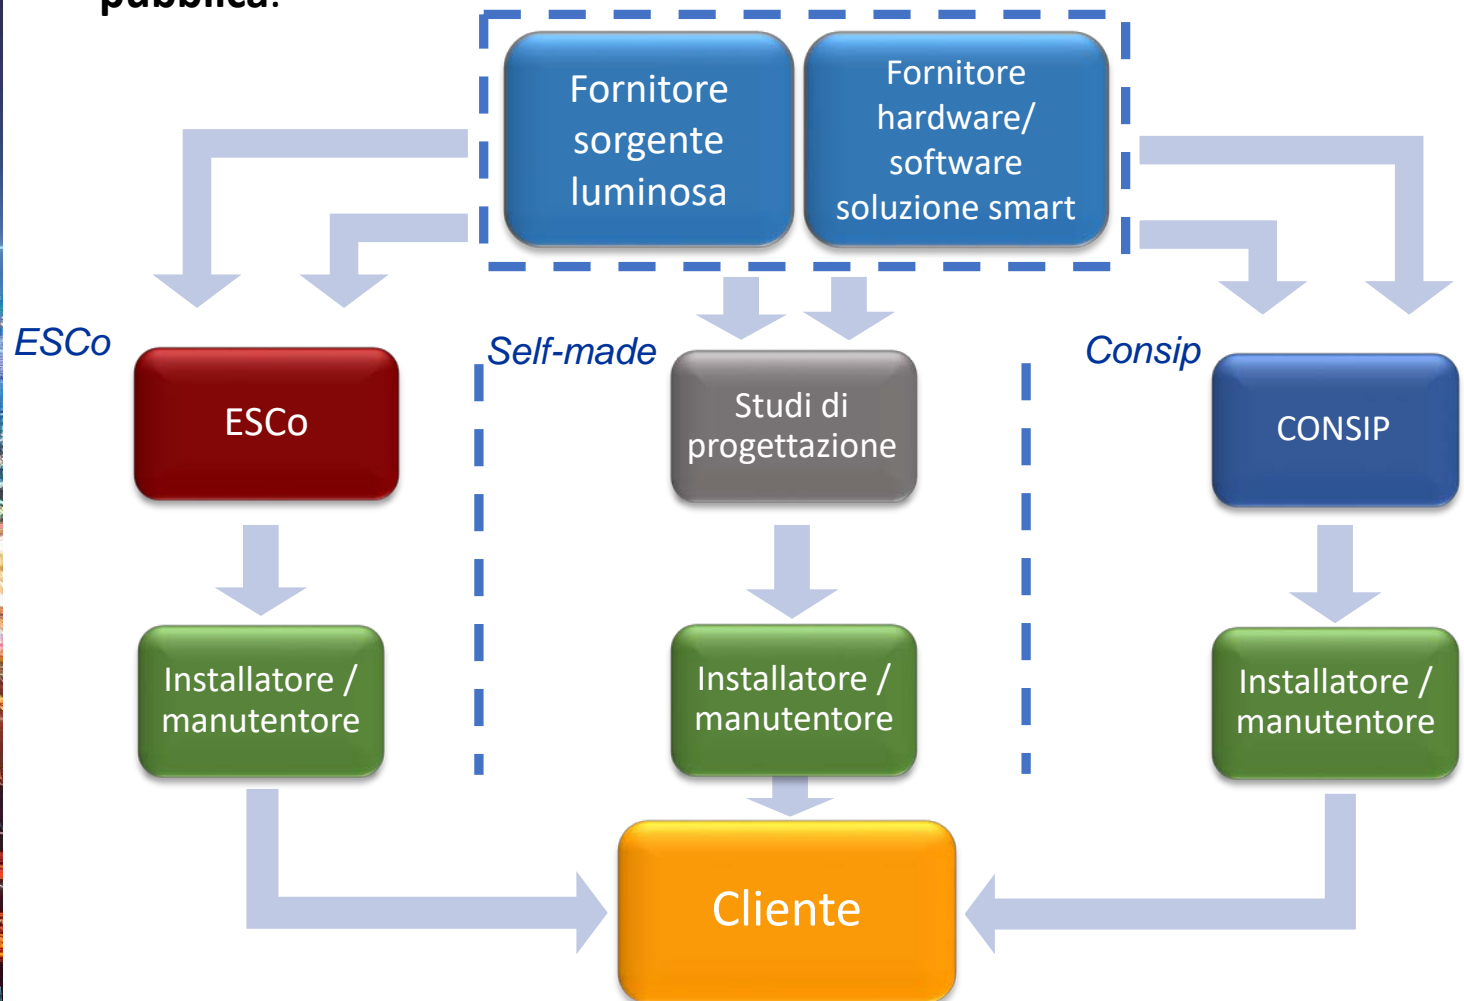 pubblica.
Fornitore
sorgente
luminosa
Fornitore
hardware/
software
soluzione smart
ESCo
Self-made
Consip
ESCo
Studi di
progettazione
CONSIP
Installatore /
manutentore
Installatore /
manutentore
Installatore /
manutentore
Cliente